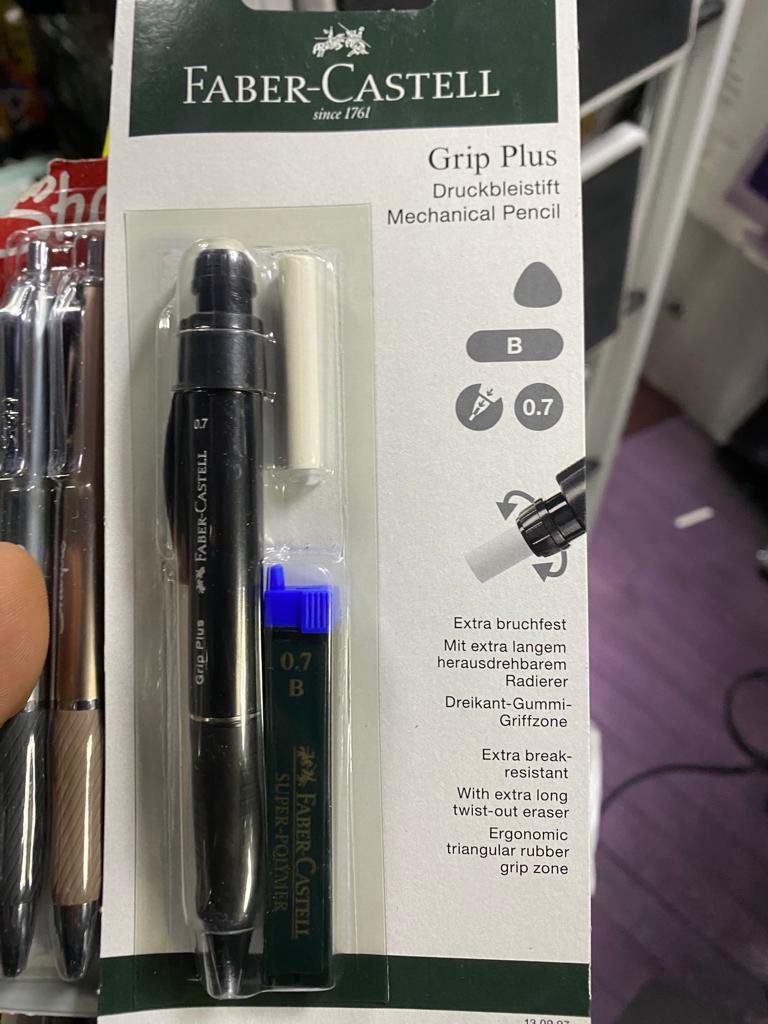 FABER-CASTELL
since 1761
Grip Plus
Druckbleistift
Mechanical Pencil
B
0.7
0.7
FABER-CASTELL
Grip Plus
0.7
B
FABER-CASTELL
SUPER-POLYMER
Extra bruchfest
Mit extra langem
herausdrehbarem
Radierer
Dreikant-Gummi-
Griffzone
Extra break-
resistant
With extra long
twist-out eraser
Ergonomic
triangular rubber
grip zone